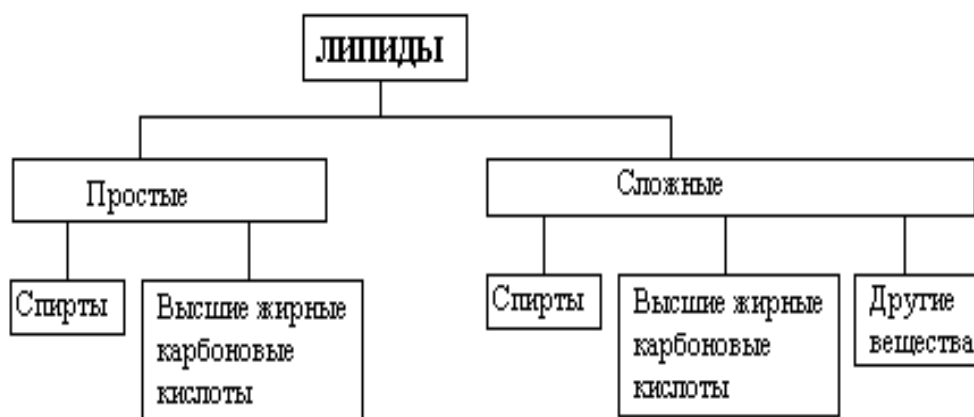 ЛИПИДЫ
Простые
Сложные
Спирты
Высшие жирные
карбоновые
кислоты
Спирты
Высшие жирные
карбоновые
кислоты
Другие
вещества